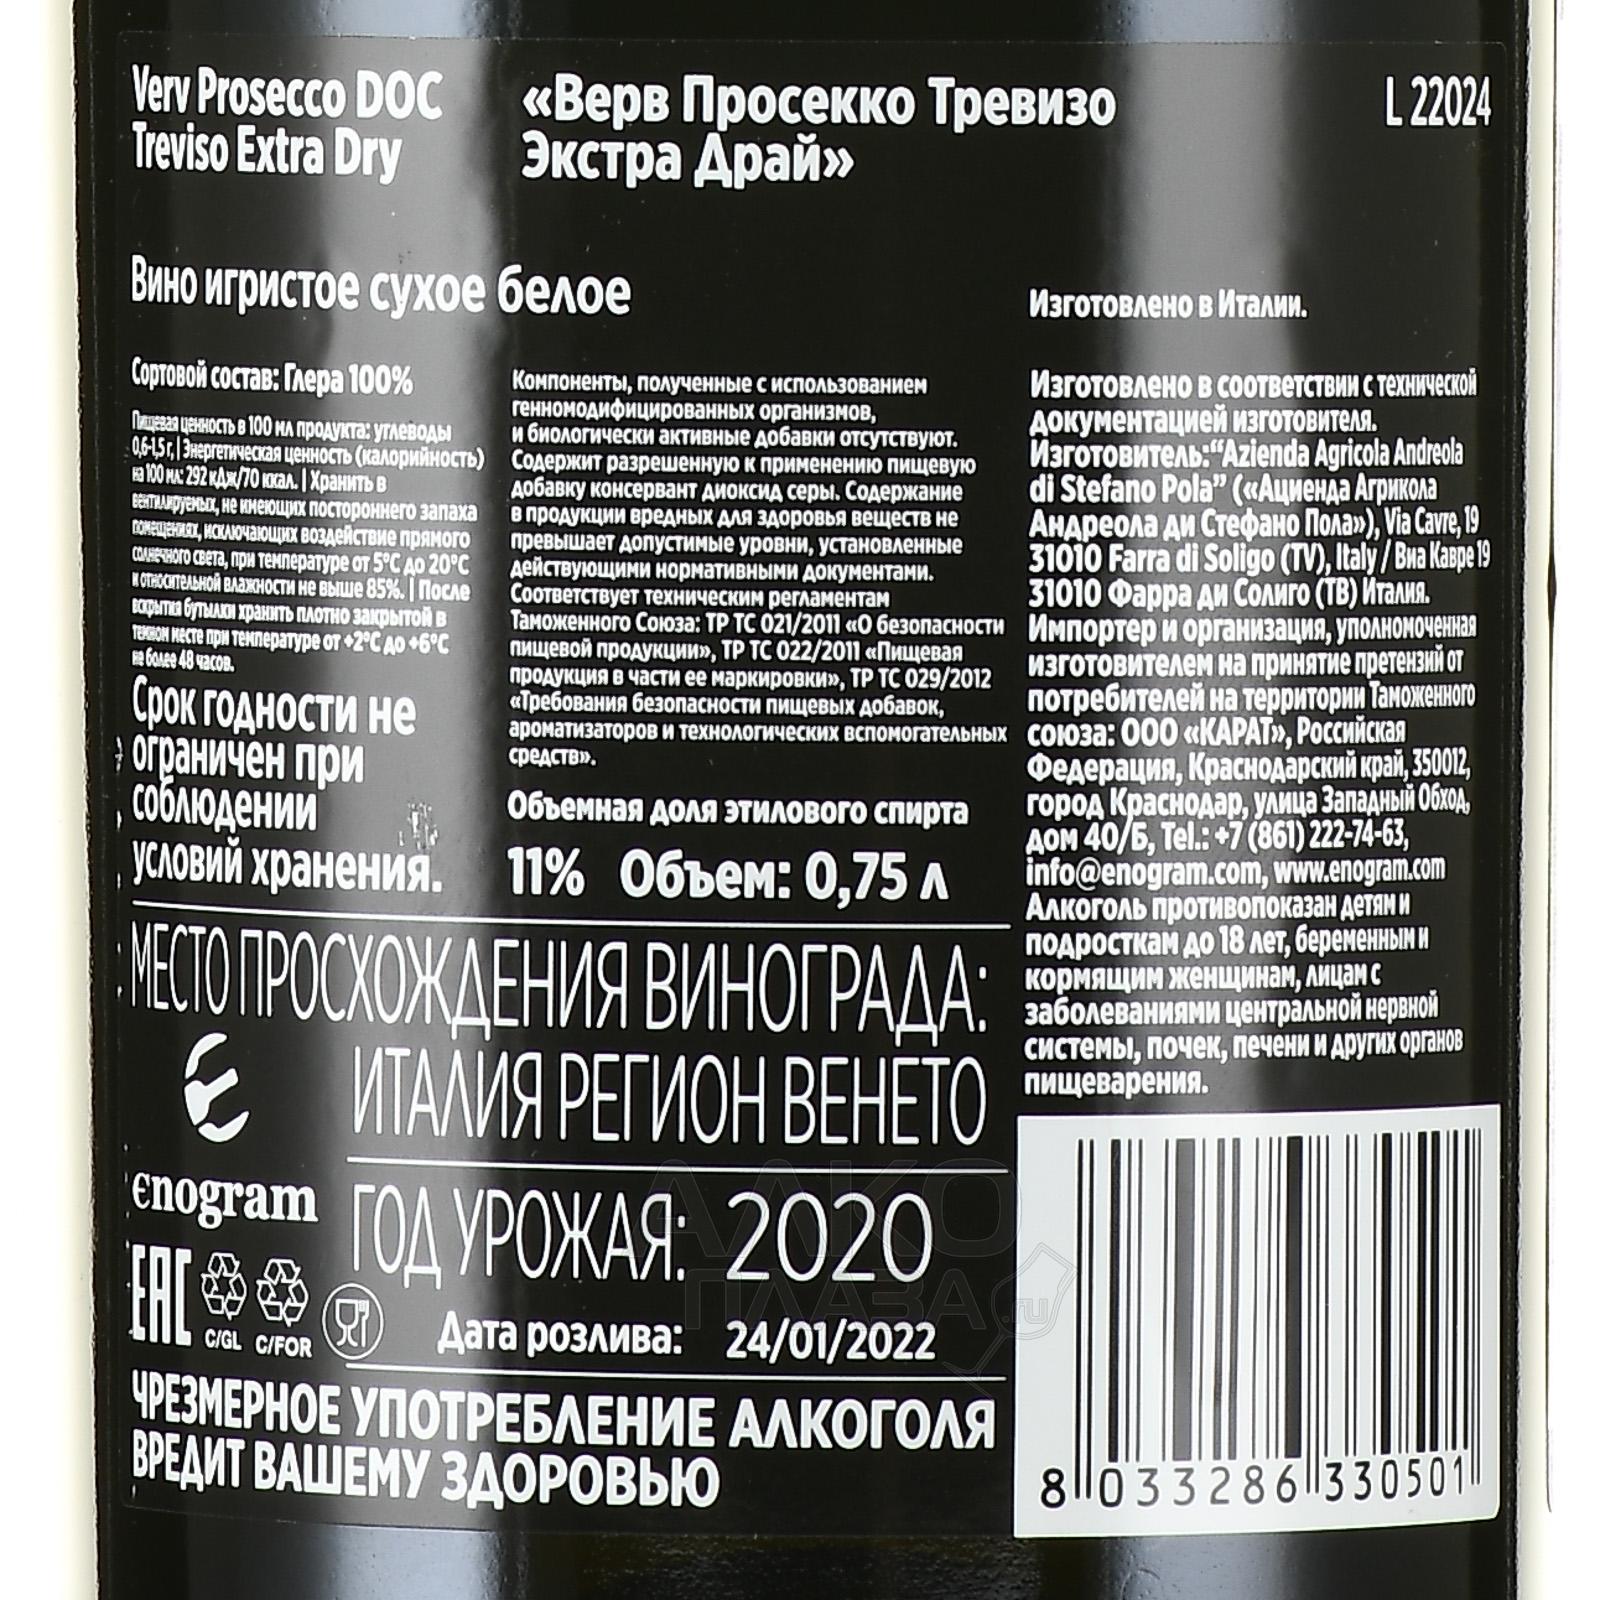 Verv Prosecco DOC
Treviso Extra Dry
«Верв Просекко Тревизо
Экстра Драй»
L 22024
Вино игристое сухое белое
Сортовой состав: Глера 100%
Пищевая ценность в 100 мл продукта: углеводы
0,6-1,5 г, | Энергетическая ценность (калорийность)
на 100 мл: 292 кДж/70 ккал. | Хранить в
вентилируемых, не имеющих постороннего запаха
помещениях, исключающих воздействие прямого
солнечного света, при температуре от 5°C до 20°C
и относительной влажности не выше 85%. | После
вскрытия бутылки хранить плотно закрытой в
темном месте при температуре от +2°C до +6°C
не более 48 часов.
Срок годности не
ограничен при
соблюдении
условий хранения.
Компоненты, полученные с использованием
генномодифицированных организмов,
и биологически активные добавки отсутствуют.
Содержит разрешенную к применению пищевую
добавку консервант диоксид серы. Содержание
в продукции вредных для здоровья веществ не
превышает допустимые уровни, установленные
действующими нормативными документами.
Соответствует техническим регламентам
Таможенного Союза: ТР ТС 021/2011 «О безопасности
пищевой продукции», ТР ТС 022/2011 «Пищевая
продукция в части ее маркировки», ТР ТС 029/2012
«Требования безопасности пищевых добавок,
ароматизаторов и технологических вспомогательных
средств».
Объемная доля этилового спирта
11% Объем: 0,75 л
Изготовлено в Италии.
Изготовлено в соответствии с технической
документацией изготовителя.
Изготовитель:“Azienda Agricola Andreola
di Stefano Pola” («Ациенда Агрикола
Андреола ди Стефано Пола»), Via Cavre, 19
31010 Farra di Soligo (TV), Italy / Виа Кавре 19
31010 Фарра ди Солиго (ТВ) Италия.
Импортер и организация, уполномоченная
изготовителем на принятие претензий от
потребителей на территории Таможенного
союза: ООО «КАРАТ», Российская
Федерация, Краснодарский край, 350012,
город Краснодар, улица Западный Обход,
дом 40/Б, Tel.: +7 (861) 222-74-63,
info@enogram.com, www.enogram.com
Алкоголь противопоказан детям и
подросткам до 18 лет, беременным и
кормящим женщинам, лицам с
заболеваниями центральной нервной
системы, почек, печени и других органов
пищеварения.
МЕСТО ПРОСХОЖДЕНИЯ ВИНОГРАДА:
ИТАЛИЯ РЕГИОН ВЕНЕТО
ГОД УРОЖАЯ: 2020
Дата розлива: 24/01/2022
€nogram
EAC
C/GL C/FOR
ЧРЕЗМЕРНОЕ УПОТРЕБЛЕНИЕ АЛКОГОЛЯ
ВРЕДИТ ВАШЕМУ ЗДОРОВЬЮ
8 033286 330501
АЛКО
ПЛАЗА.ru